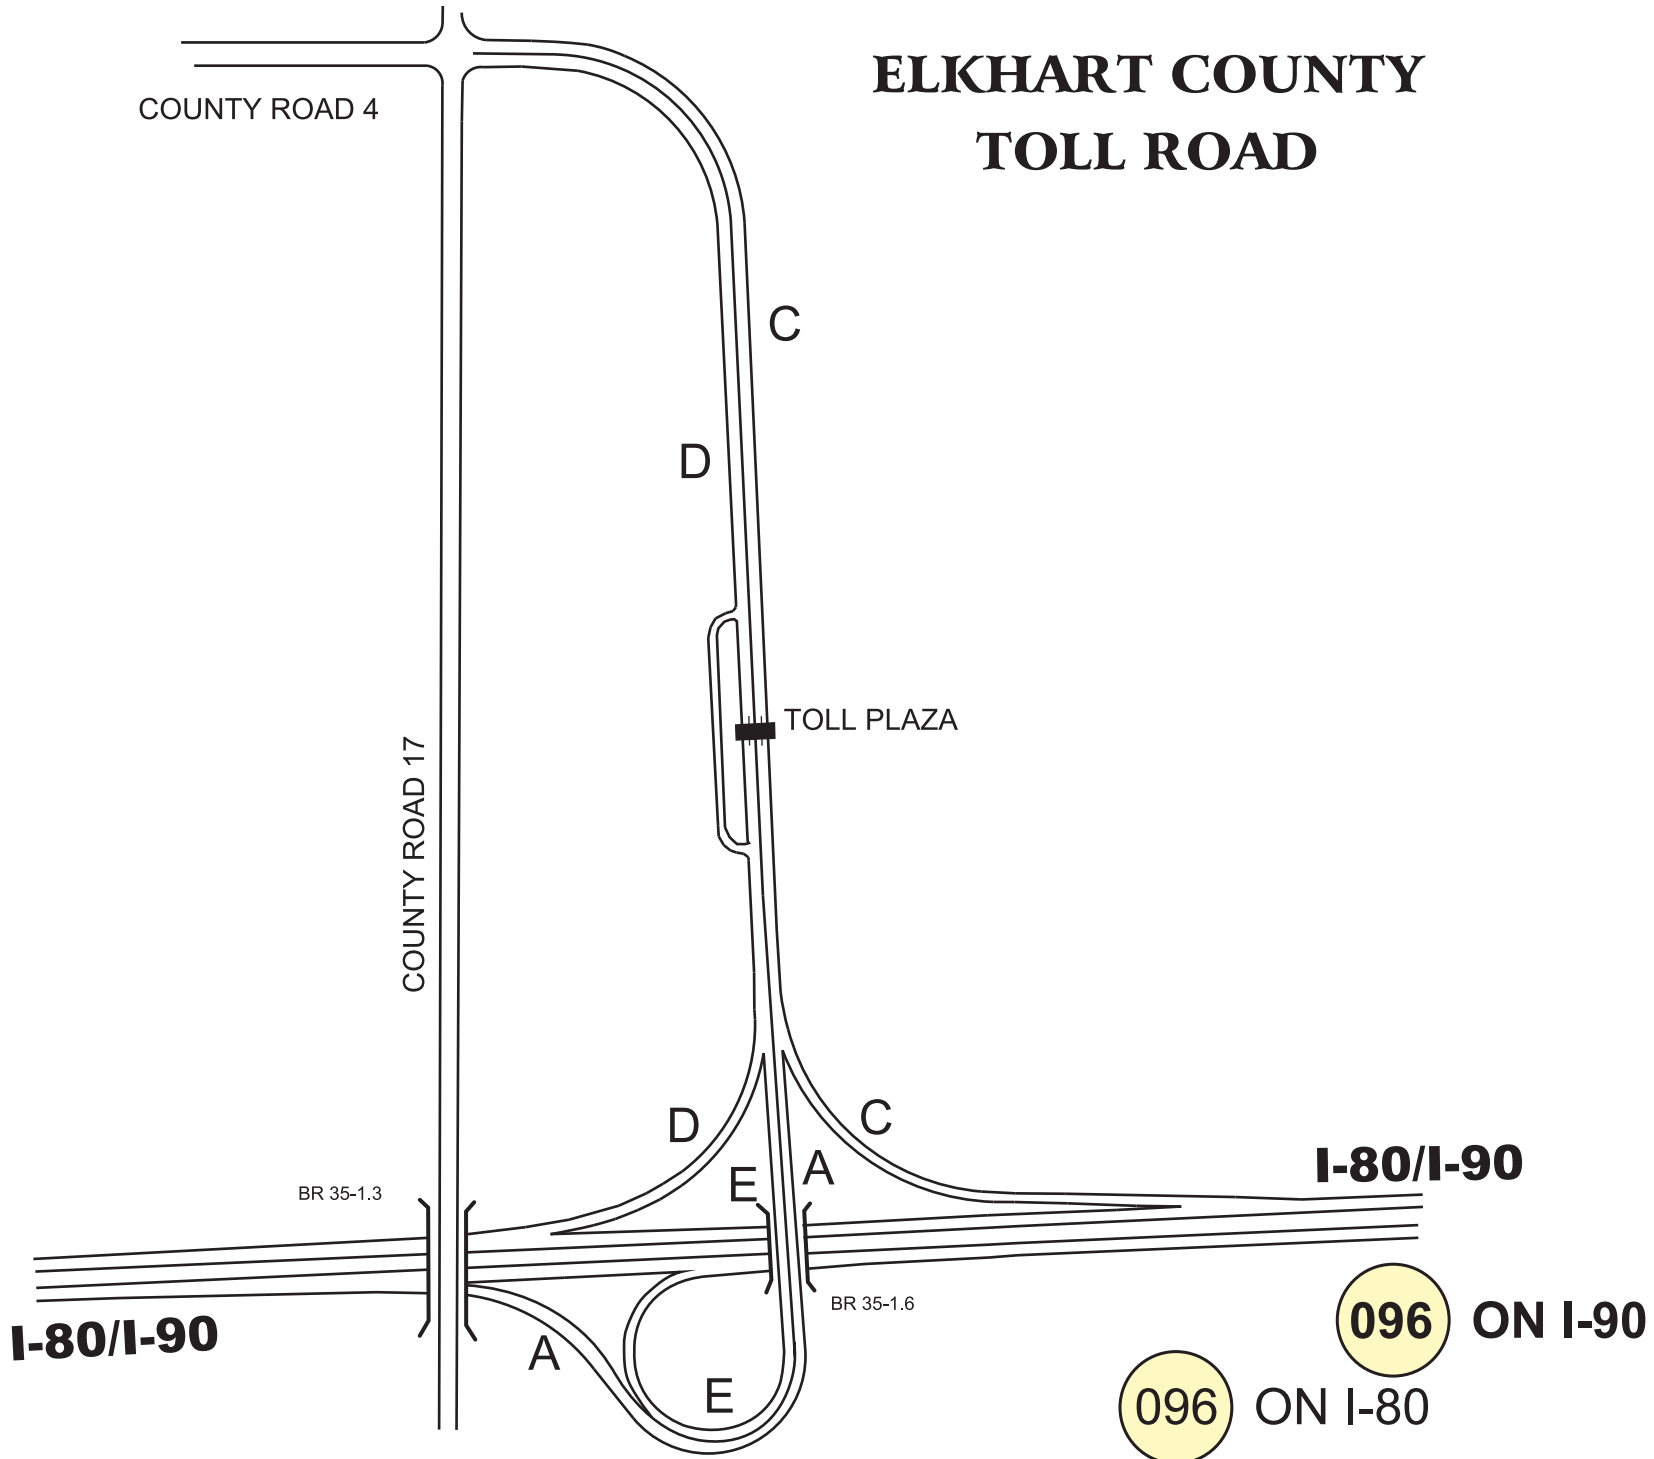 ELKHART COUNTY
TOLL ROAD
COUNTY ROAD 4
C
D
TOLL PLAZA
COUNTY ROAD 17
D
C
E
A
I-80/I-90
BR 35-1.3
BR 35-1.6
I-80/I-90
A
E
096 ON I-90
096 ON I-80